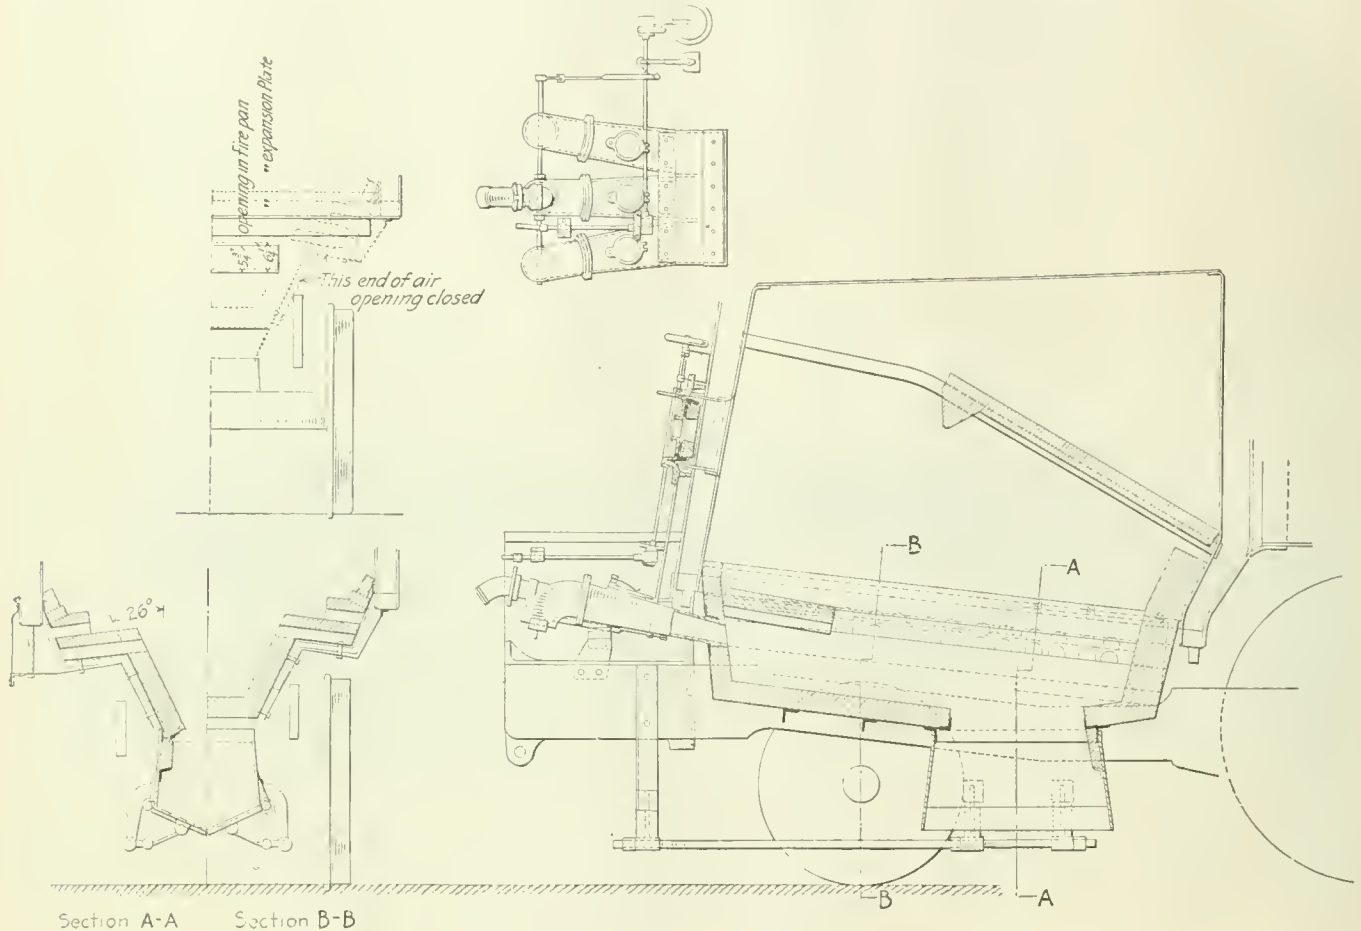 opening in fire pan
" " expansion Plate
This end of air
opening closed
26°
B
A
B
A
Section A-A Section B-B